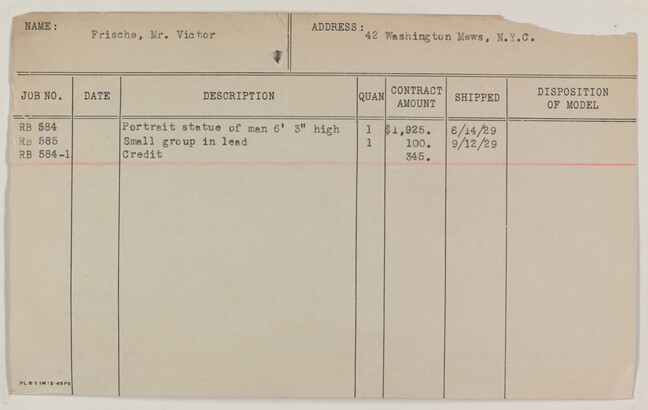 NAME: Frische, Mr. Victor ADDRESS: 42 Washington Mews, N.Y.C.
JOB NO. DATE DESCRIPTION QUAN CONTRACT AMOUNT SHIPPED DISPOSITION OF MODEL
RB 584 Portrait statue of man 6' 3" high 1 $1,925. 6/14/29
RB 585 Small group in lead 1 100. 9/12/29
RB 584-1 Credit 345.